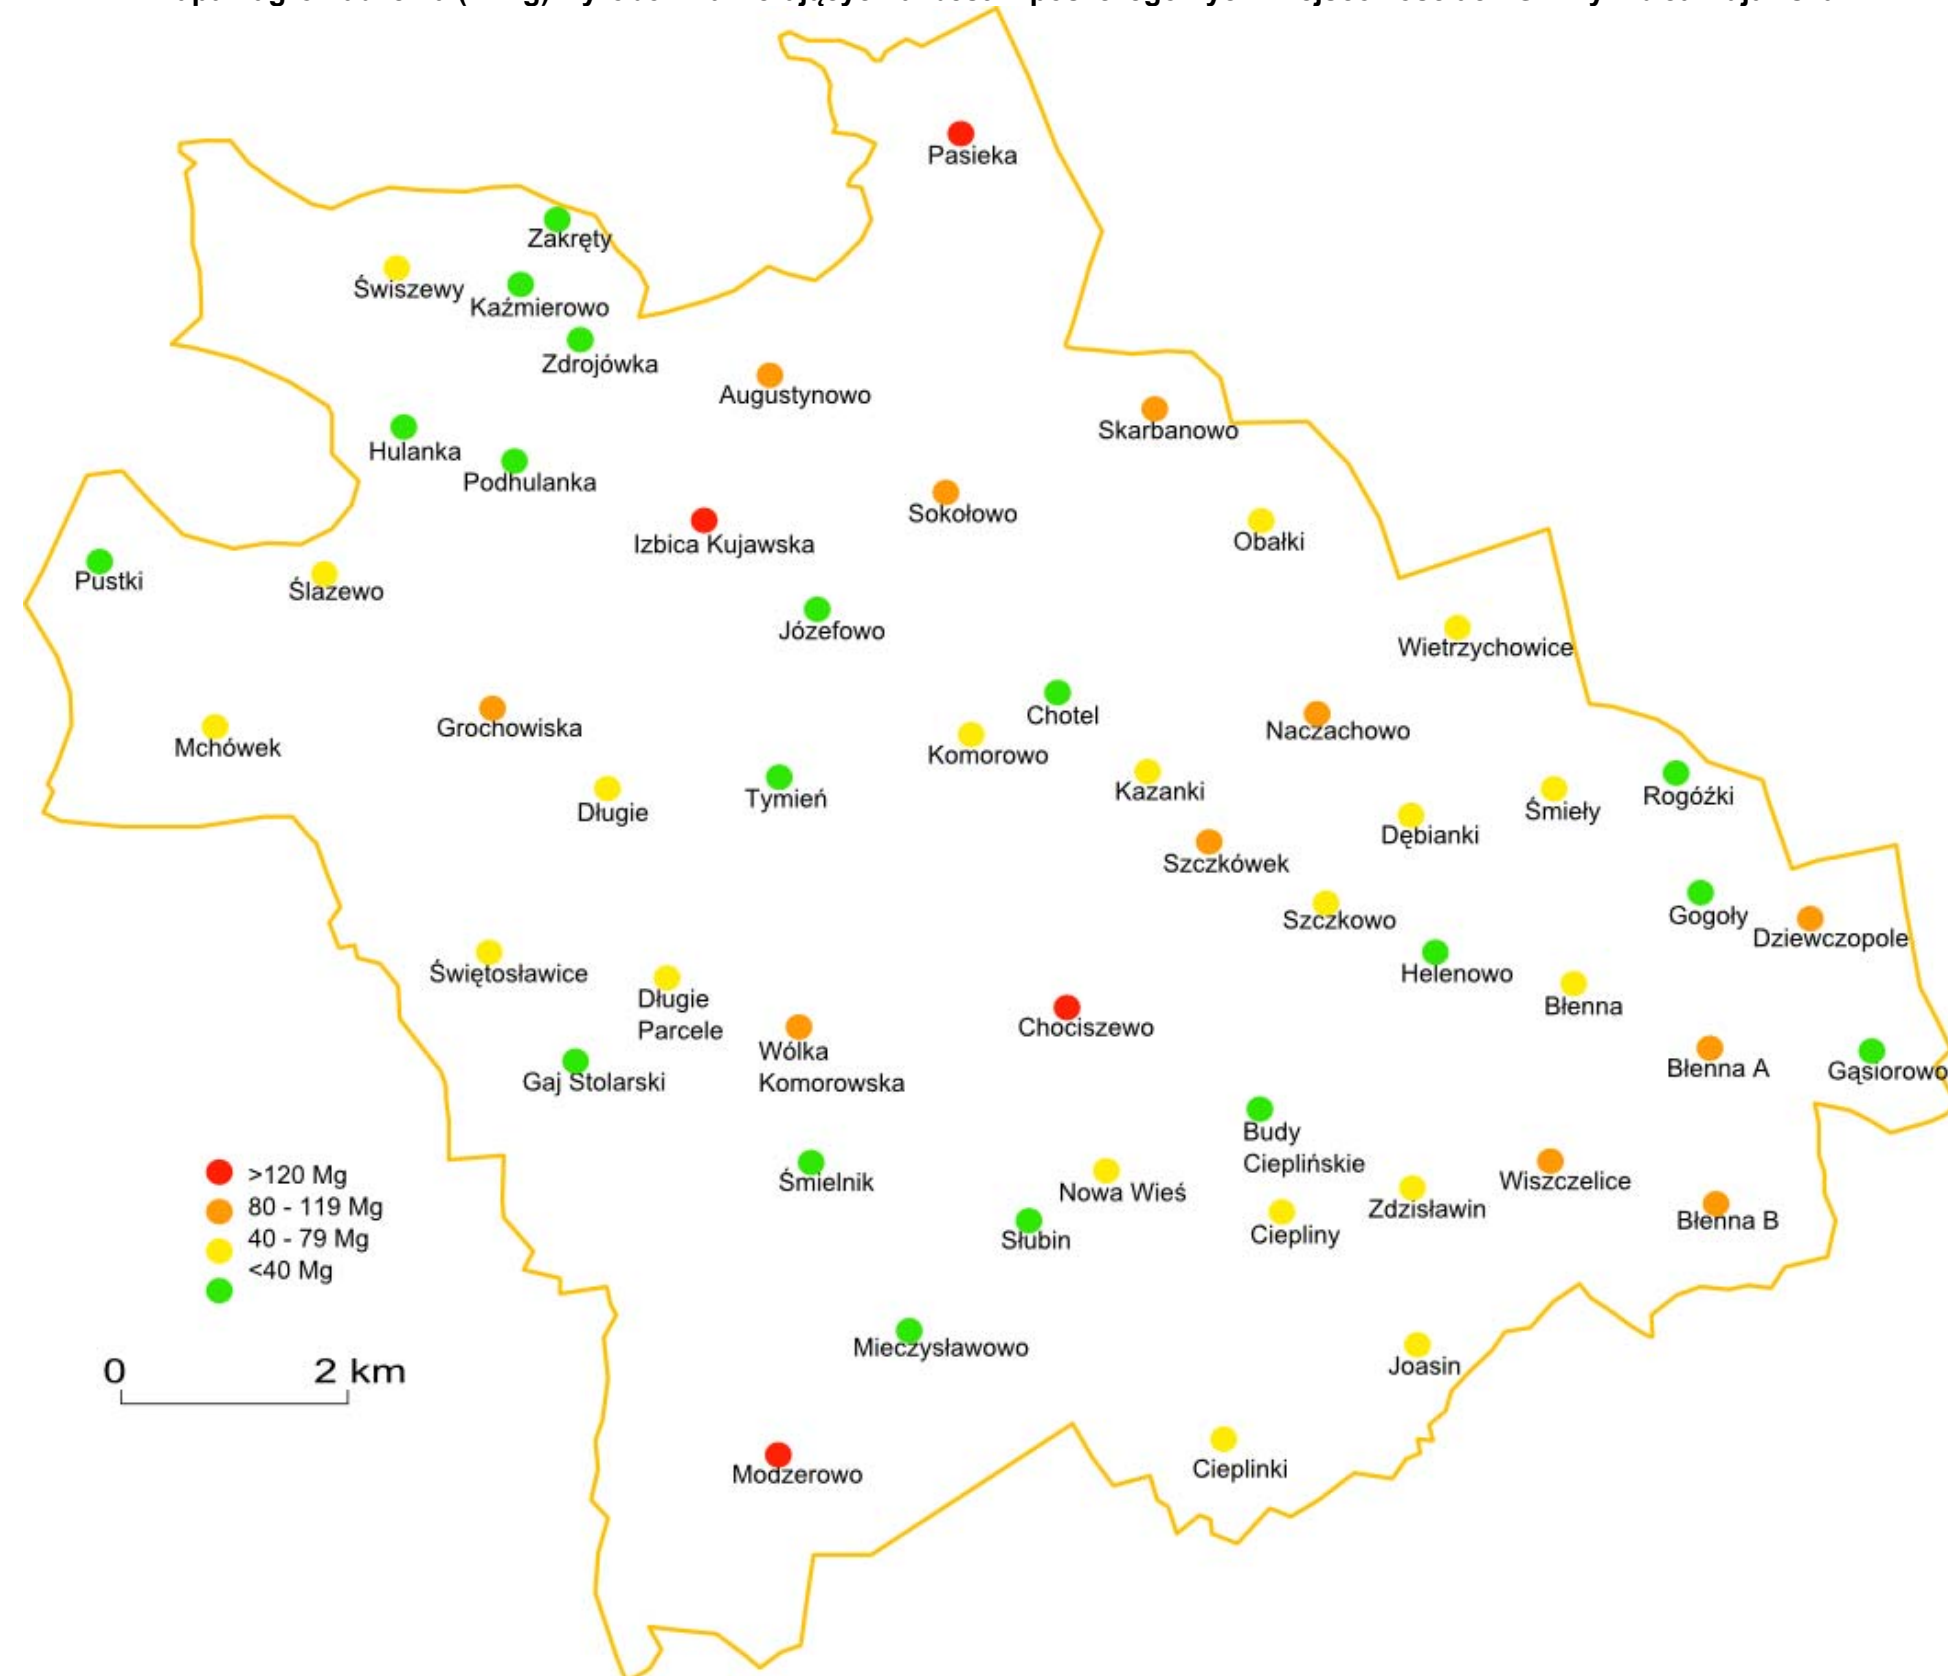 Pasieka
Zakręty
Świszewy
Kaźmierowo
Zdrojówka
Augustynowo
Skarbanowo
Hulanka
Podhulanka
Sokołowo
Izbica Kujawska
Obałki
Pustki
Ślazewo
Józefowo
Wietrzychowice
Chotel
Grochowiska
Naczachowo
Mchówek
Komorowo
Kazanki
Rogóźki
Tymień
Długie
Śmieły
Dębianki
Szczkówek
Szczkowo
Gogoły
Dziewczopole
Świętosławice
Helenowo
Długie
Parcele
Błenna
Chociszewo
Wólka
Komorowska
Błenna A
Gąsiorowo
Gaj Stolarski
Budy
Cieplińskie
Śmielnik
Nowa Wieś
Wiszczelice
Zdzisławin
Błenna B
Ciepliny
Słubin
>120 Mg
80 - 119 Mg
40 - 79 Mg
<40 Mg
Mieczysławowo
Joasin
0 2 km
Cieplinki
Modzerowo